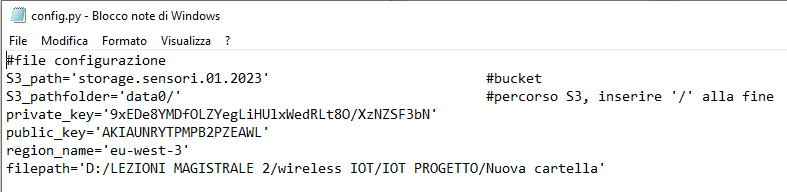 config.py - Blocco note di Windows
File Modifica Formato Visualizza ?
#file configurazione
S3_path='storage.sensori.01.2023' #bucket
S3_pathfolder='data0/' #percorso S3, inserire '/' alla fine
private_key='9xEDe8YMDfOLZYegLiHUlxWedRLt8O/XzNZSF3bN'
public_key='AKIAUNRYTPMPB2PZEAWL'
region_name='eu-west-3'
filepath='D:/LEZIONI MAGISTRALE 2/wireless IOT/IOT PROGETTO/Nuova cartella'